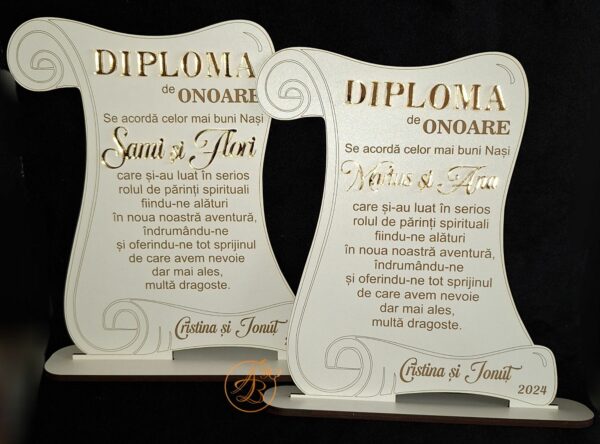 DIPLOMA
de ONOARE
Se acordă celor mai buni Nași
Sami și Flori
care și-au luat în serios
rolul de părinți spirituali
fiindu-ne alături
în noua noastră aventură,
îndrumându-ne
și oferindu-ne tot sprijinul
de care avem nevoie
dar mai ales,
multă dragoste.
Cristina și Ionuț
DIPLOMA
de ONOARE
Se acordă celor mai buni Nași
Marius și Ana
care și-au luat în serios
rolul de părinți spirituali
fiindu-ne alături
în noua noastră aventură,
îndrumându-ne
și oferindu-ne tot sprijinul
de care avem nevoie
dar mai ales,
multă dragoste.
Cristina și Ionuț
2024